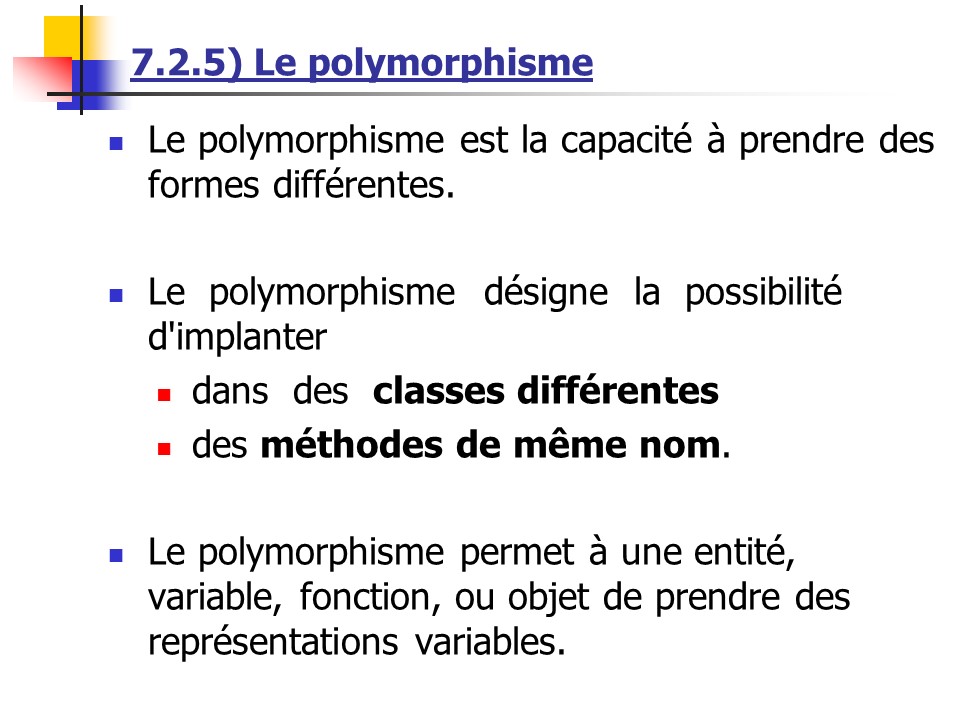 7.2.5) Le polymorphisme
Le polymorphisme est la capacité à prendre des
formes différentes.
Le polymorphisme désigne la possibilité
d'implanter
dans des classes différentes
des méthodes de même nom.
Le polymorphisme permet à une entité,
variable, fonction, ou objet de prendre des
représentations variables.